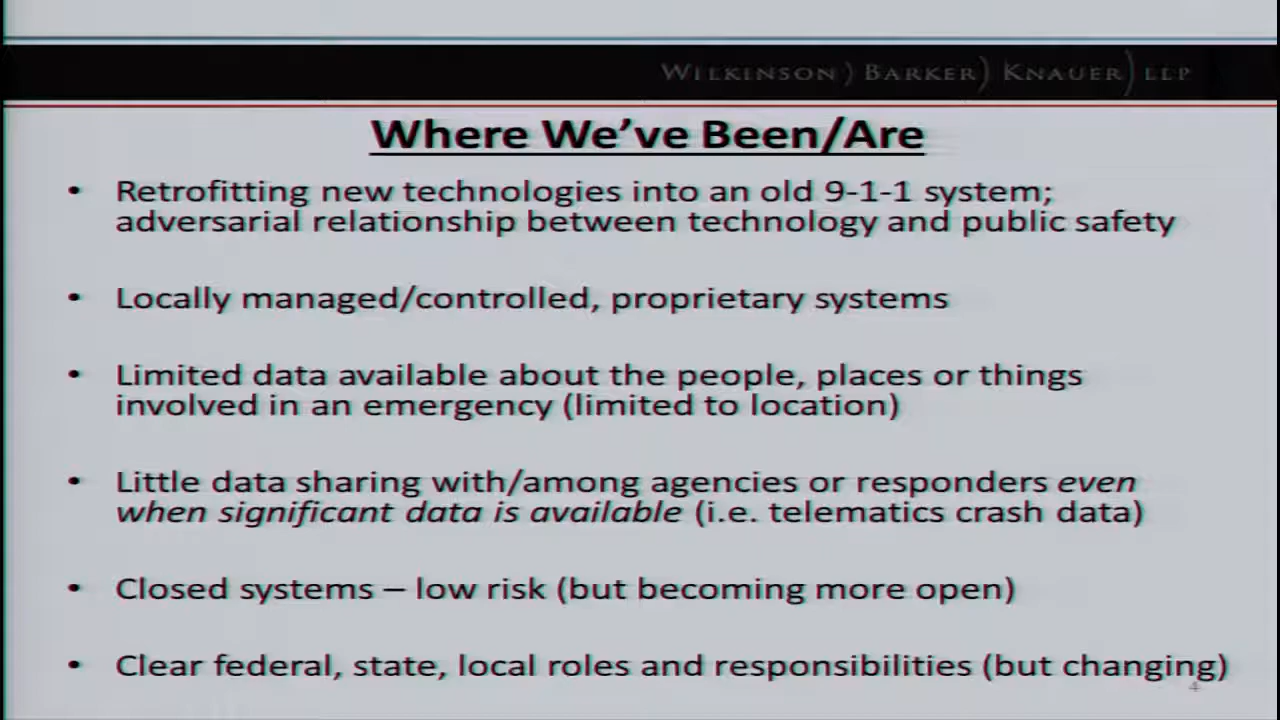 WILKINSON) BARKER) KNAUER) LLP
Where We've Been/Are
• Retrofitting new technologies into an old 9-1-1 system;
adversarial relationship between technology and public safety
• Locally managed/controlled, proprietary systems
• Limited data available about the people, places or things
involved in an emergency (limited to location)
• Little data sharing with/among agencies or responders even
when significant data is available (i.e. telematics crash data)
• Closed systems – low risk (but becoming more open)
• Clear federal, state, local roles and responsibilities (but changing)
4